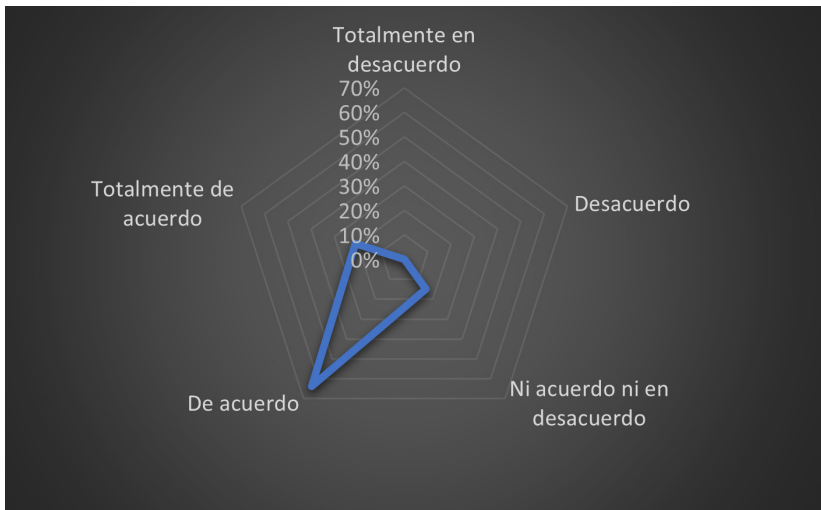 Totalmente en
desacuerdo
70%
60%
50%
40%
30%
20%
10%
0%
Desacuerdo
Ni acuerdo ni en
desacuerdo
De acuerdo
Totalmente de
acuerdo